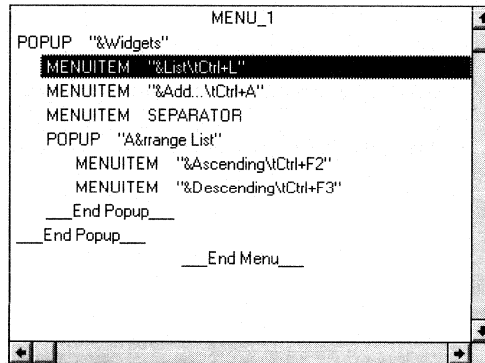 MENU_1
POPUP "&Widgets"
MENUITEM "&List\tCtrl+L"
MENUITEM "&Add...\tCtrl+A"
MENUITEM SEPARATOR
POPUP "A&rrange List"
MENUITEM "&Ascending\tCtrl+F2"
MENUITEM "&Descending\tCtrl+F3"
___End Popup___
___End Popup___
___End Menu___